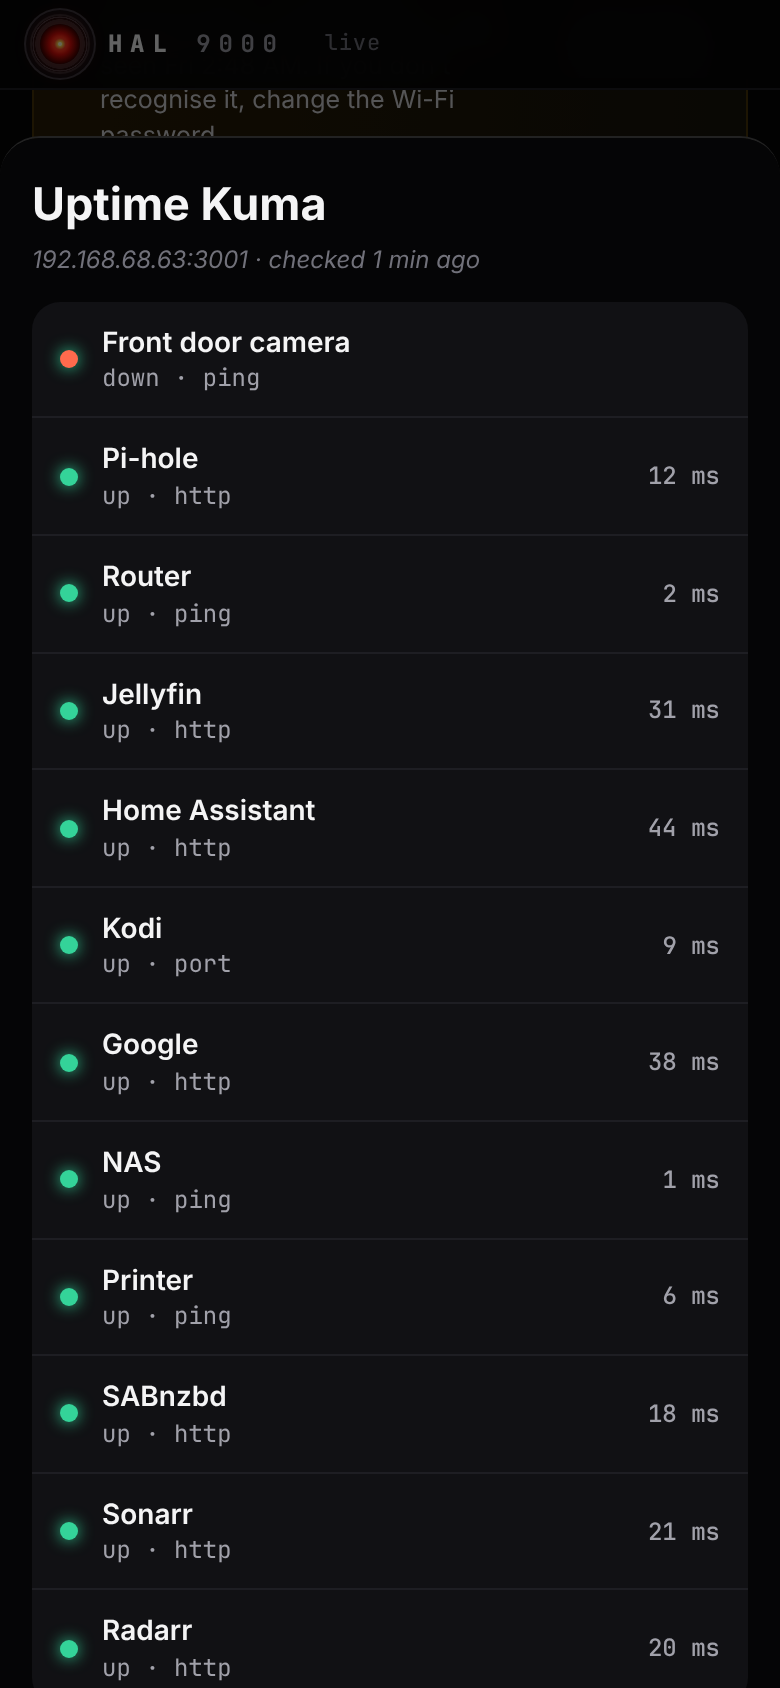 HAL 9000 live
recognise it, change the Wi-Fi
password
Uptime Kuma
192.168.68.63:3001 · checked 1 min ago
Front door camera
down · ping
Pi-hole
up · http
12 ms
Router
up · ping
2 ms
Jellyfin
up · http
31 ms
Home Assistant
up · http
44 ms
Kodi
up · port
9 ms
Google
up · http
38 ms
NAS
up · ping
1 ms
Printer
up · ping
6 ms
SABnzbd
up · http
18 ms
Sonarr
up · http
21 ms
Radarr
up · http
20 ms